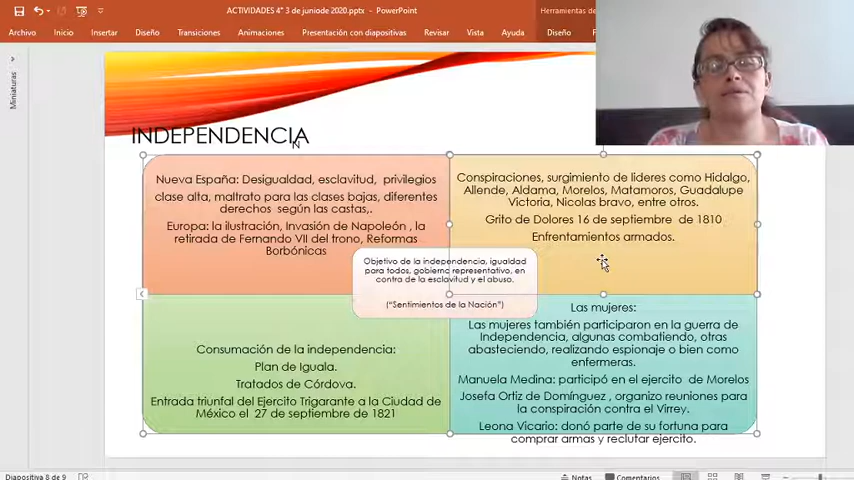 ACTIVIDADES 4° 3 de juniode 2020.pptx - PowerPoint
Herramientas de
Archivo Inicio Insertar Diseño Transiciones Animaciones Presentación con diapositivas Revisar Vista Ayuda Diseño
Miniaturas
INDEPENDENCIA
N
Nueva España: Desigualdad, esclavitud, privilegios
clase alta, maltrato para las clases bajas, diferentes
derechos según las castas,.
Europa: la ilustración, Invasión de Napoleón , la
retirada de Fernando VII del trono, Reformas
Borbónicas
Conspiraciones, surgimiento de lideres como Hidalgo,
Allende, Aldama, Morelos, Matamoros, Guadalupe
Victoria, Nicolas bravo, entre otros.
Grito de Dolores 16 de septiembre de 1810
Enfrentamientos armados.
Objetivo de la independencia, igualdad
para todos, gobierno representativo, en
contra de la esclavitud y el abuso.
("Sentimientos de la Nación")
Consumación de la independencia:
Plan de Iguala.
Tratados de Córdova.
Entrada triunfal del Ejercito Trigarante a la Ciudad de
México el 27 de septiembre de 1821
Las mujeres:
Las mujeres también participaron en la guerra de
Independencia, algunas combatiendo, otras
abasteciendo, realizando espionaje o bien como
enfermeras.
Manuela Medina: participó en el ejercito de Morelos
Josefa Ortiz de Domínguez , organizo reuniones para
la conspiración contra el Virrey.
Leona Vicario: donó parte de su fortuna para
comprar armas y reclutar ejercito.
Diapositiva 8 de 9 Notas Comentarios